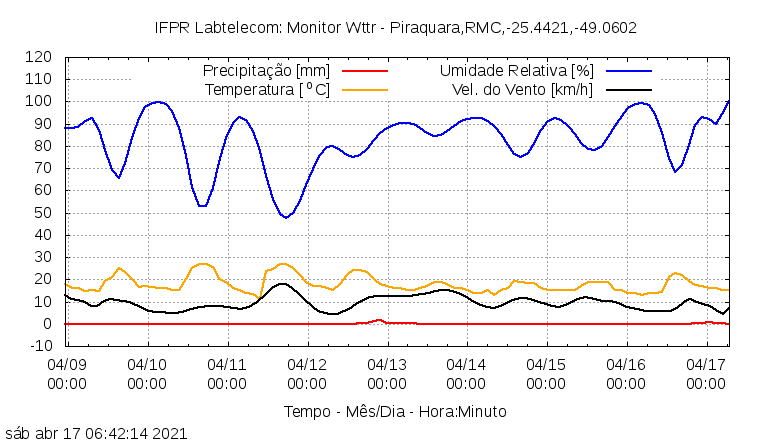 IFPR Labtelecom: Monitor Wttr - Piraquara,RMC,-25.4421,-49.0602
120
110
100
90
80
70
60
50
40
30
20
10
0
-10
Precipitação [mm]
Temperatura [ ⁰C]
Umidade Relativa [%]
Vel. do Vento [km/h]
04/09 04/10 04/11 04/12 04/13 04/14 04/15 04/16 04/17
00:00 00:00 00:00 00:00 00:00 00:00 00:00 00:00 00:00
Tempo - Mês/Dia - Hora:Minuto
sáb abr 17 06:42:14 2021